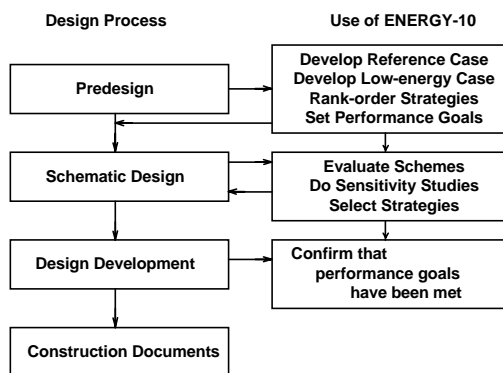 Design Process
Use of ENERGY-10
Predesign
Develop Reference Case
Develop Low-energy Case
Rank-order Strategies
Set Performance Goals
Schematic Design
Evaluate Schemes
Do Sensitivity Studies
Select Strategies
Design Development
Confirm that
performance goals
have been met
Construction Documents